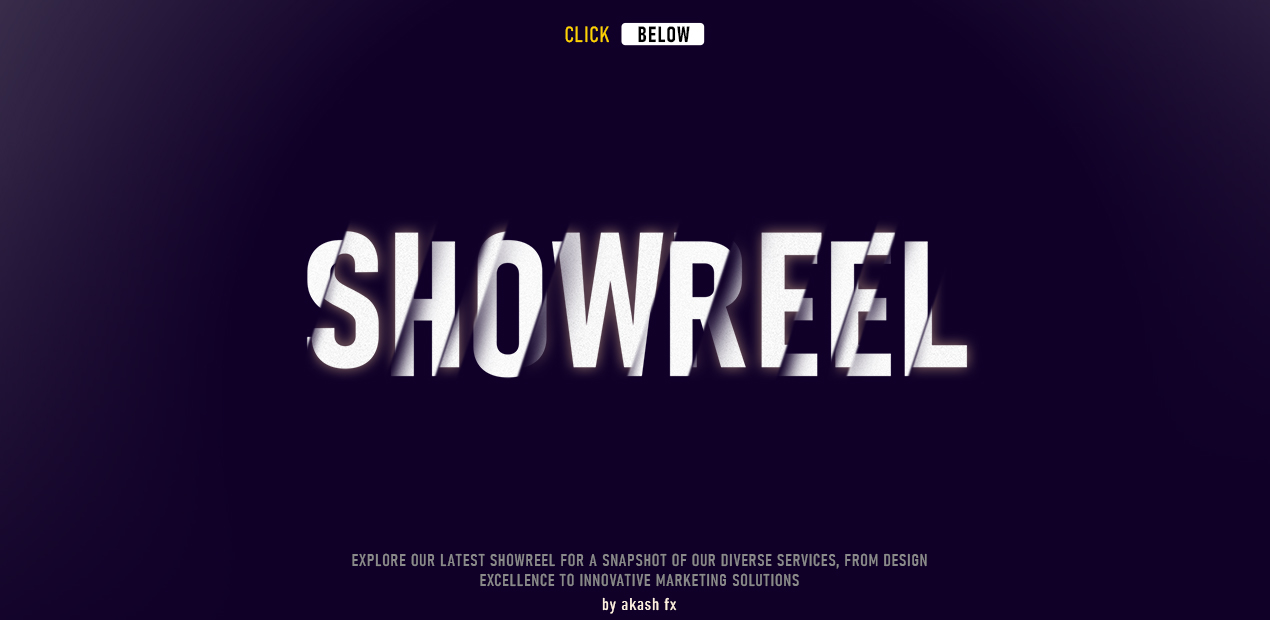 CLICK BELOW
SHOWREEL
EXPLORE OUR LATEST SHOWREEL FOR A SNAPSHOT OF OUR DIVERSE SERVICES, FROM DESIGN
EXCELLENCE TO INNOVATIVE MARKETING SOLUTIONS
by akash fx